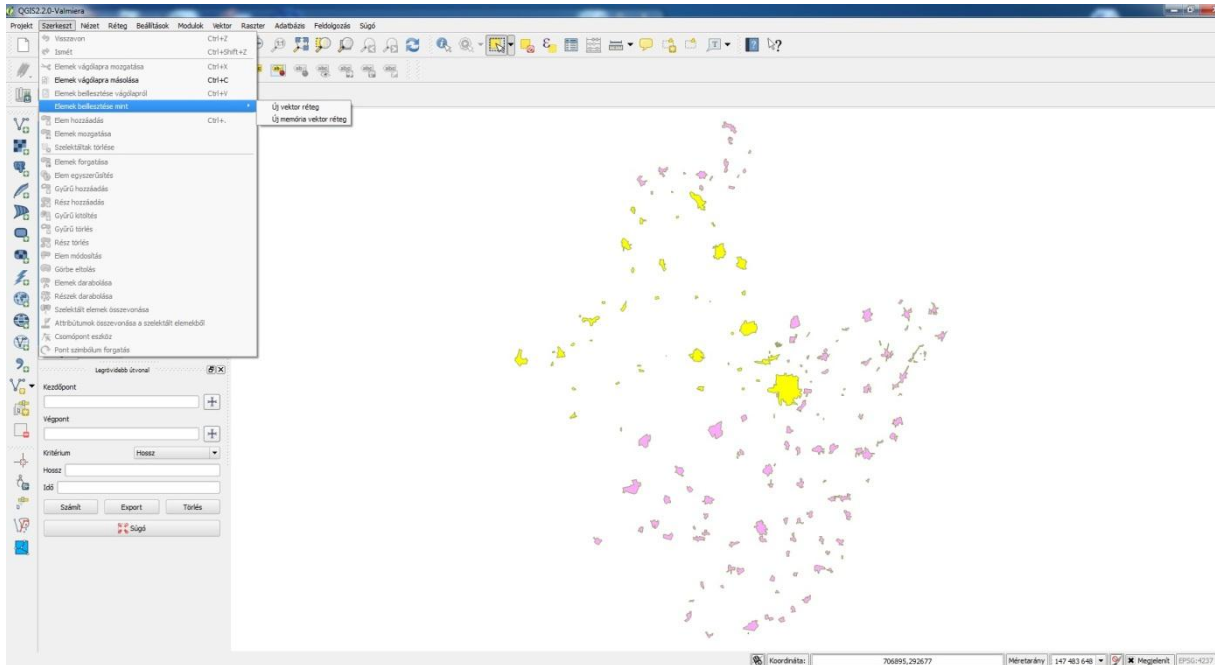 QGIS2.2.0-Valmiera
Projekt Szerkeszt Nézet Réteg Beállítások Modulok Vektor Raszter Adatbázis Feldolgozás Súgó
Visszavon Ctrl+Z
Ismét Ctrl+Shift+Z
Elemek vágólapra mozgatása Ctrl+X
Elemek vágólapra másolása Ctrl+C
Elemek beillesztése vágólapról Ctrl+V
Elemek beillesztése mint
Új vektor réteg
Új memória vektor réteg
Elem hozzáadás Ctrl+.
Elemek mozgatása
Szelektáltak törlése
Elemek forgatása
Elem egyszerűsítés
Gyűrű hozzáadás
Rész hozzáadás
Gyűrű kitöltés
Gyűrű törlés
Rész törlés
Elem módosítás
Görbe eltolás
Elemek darabolása
Részek darabolása
Szelektált elemek összevonása
Attribútumok összevonása a szelektált elemekből
Csomópont eszköz
Pont szimbólum forgatás
Legrövidebb útvonal
Kezdőpont
Végpont
Kritérium Hossz
Hossz
Idő
Számít Export Törlés
Súgó
Koordináta: 706895,292677 Méretarány 147 483 648 Megjelenít EPSG:4237